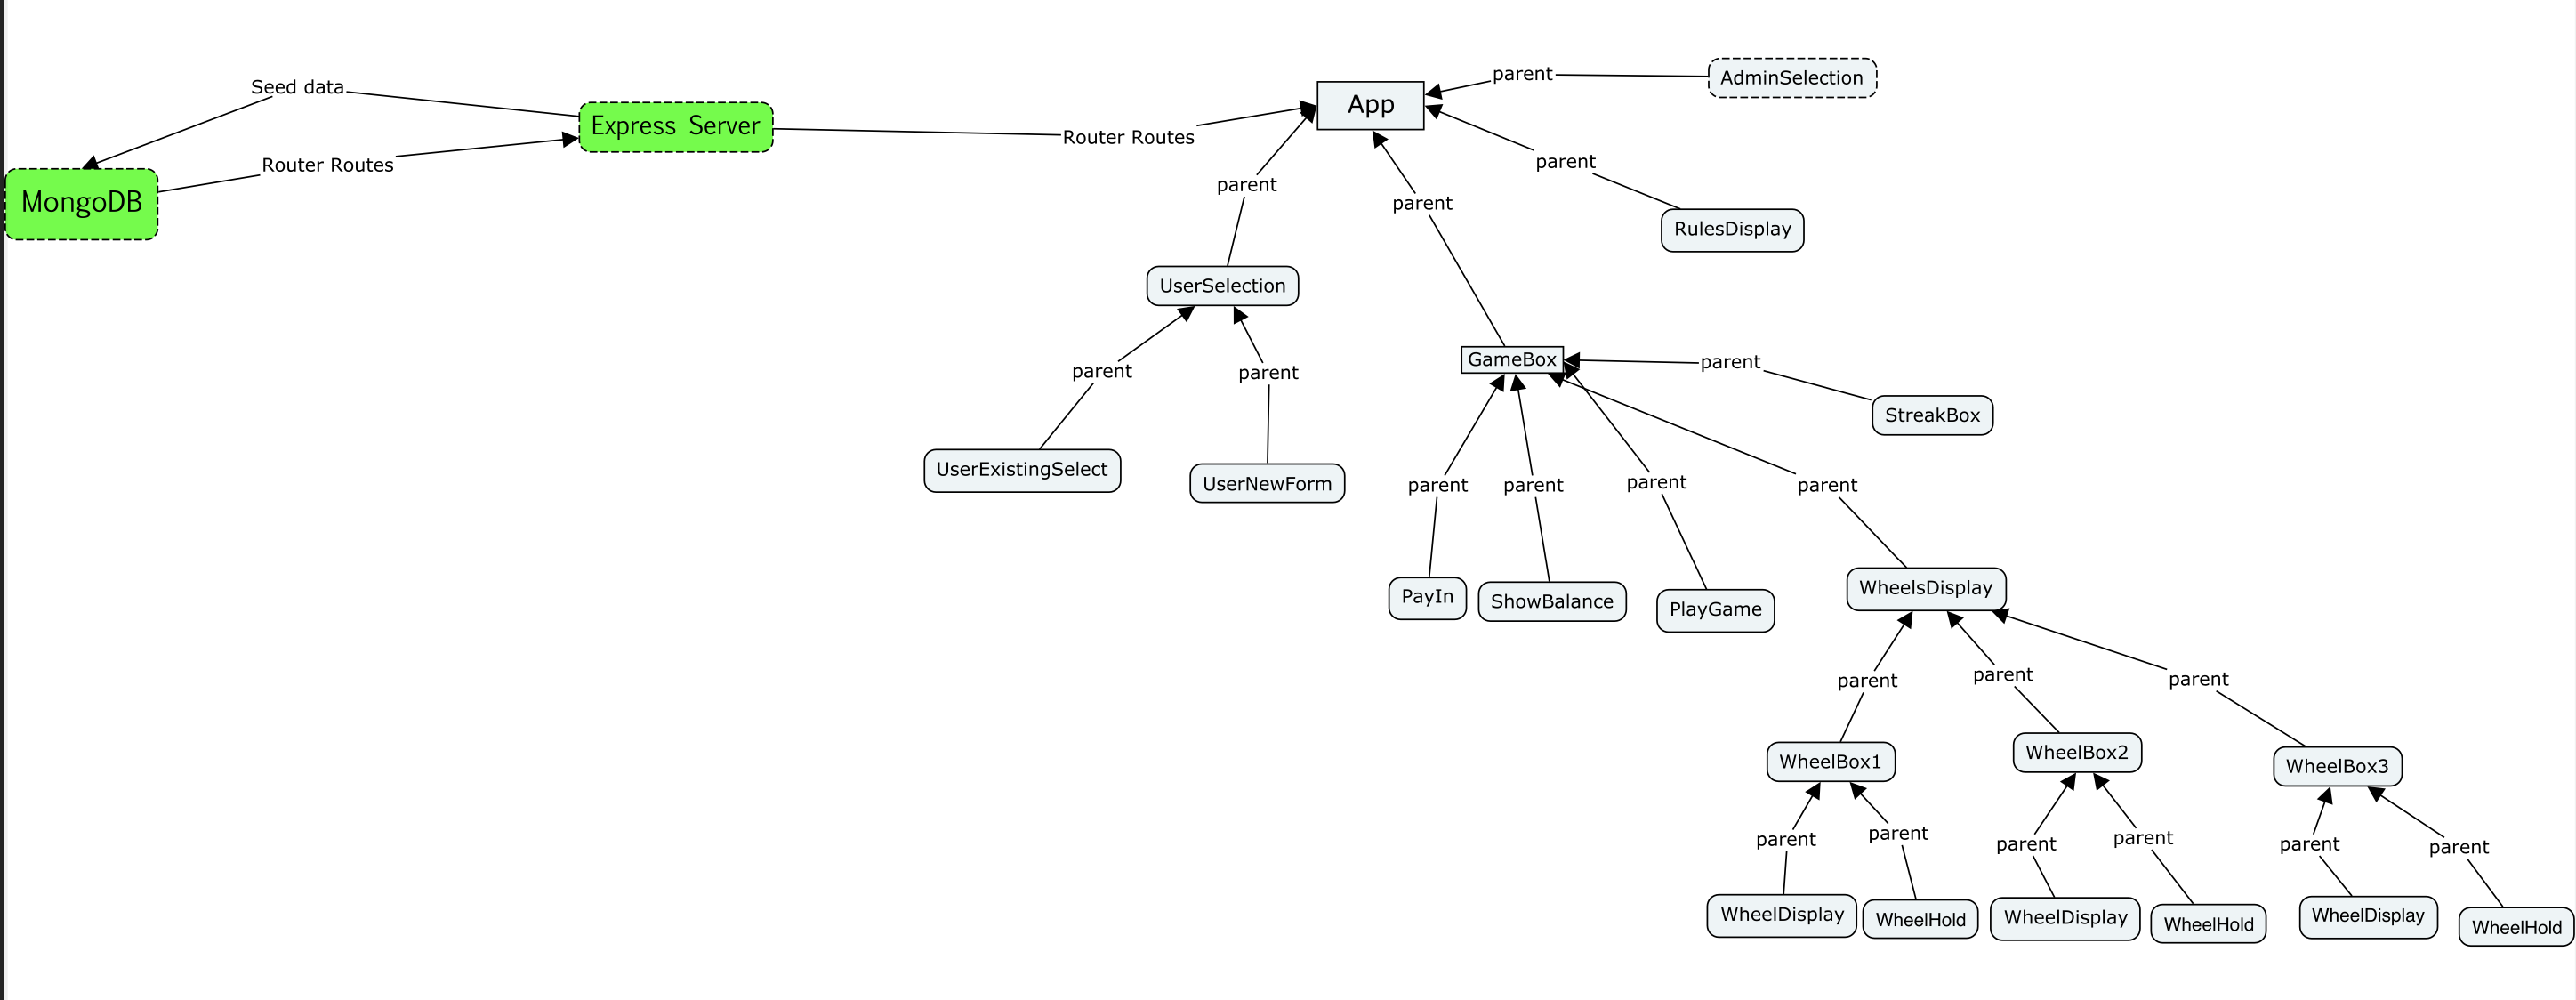 Seed data
parent
AdminSelection
App
Express Server
Router Routes
Router Routes
parent
MongoDB
parent
parent
RulesDisplay
UserSelection
GameBox
parent
parent
parent
StreakBox
UserExistingSelect
UserNewForm
parent
parent
parent
parent
PayIn
ShowBalance
PlayGame
WheelsDisplay
parent
parent
parent
WheelBox1
WheelBox2
WheelBox3
parent
parent
parent
parent
parent
parent
WheelDisplay
WheelHold
WheelDisplay
WheelHold
WheelDisplay
WheelHold